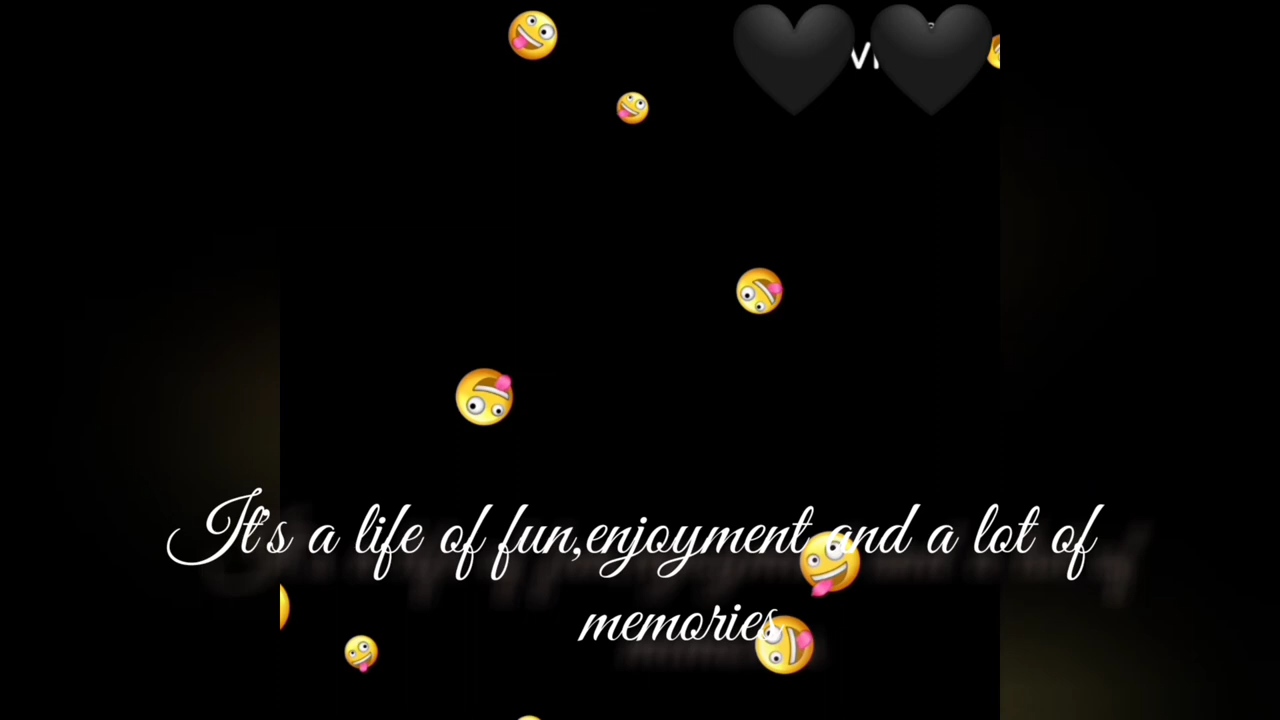 It's a life of fun,enjoyment and a lot of
memories